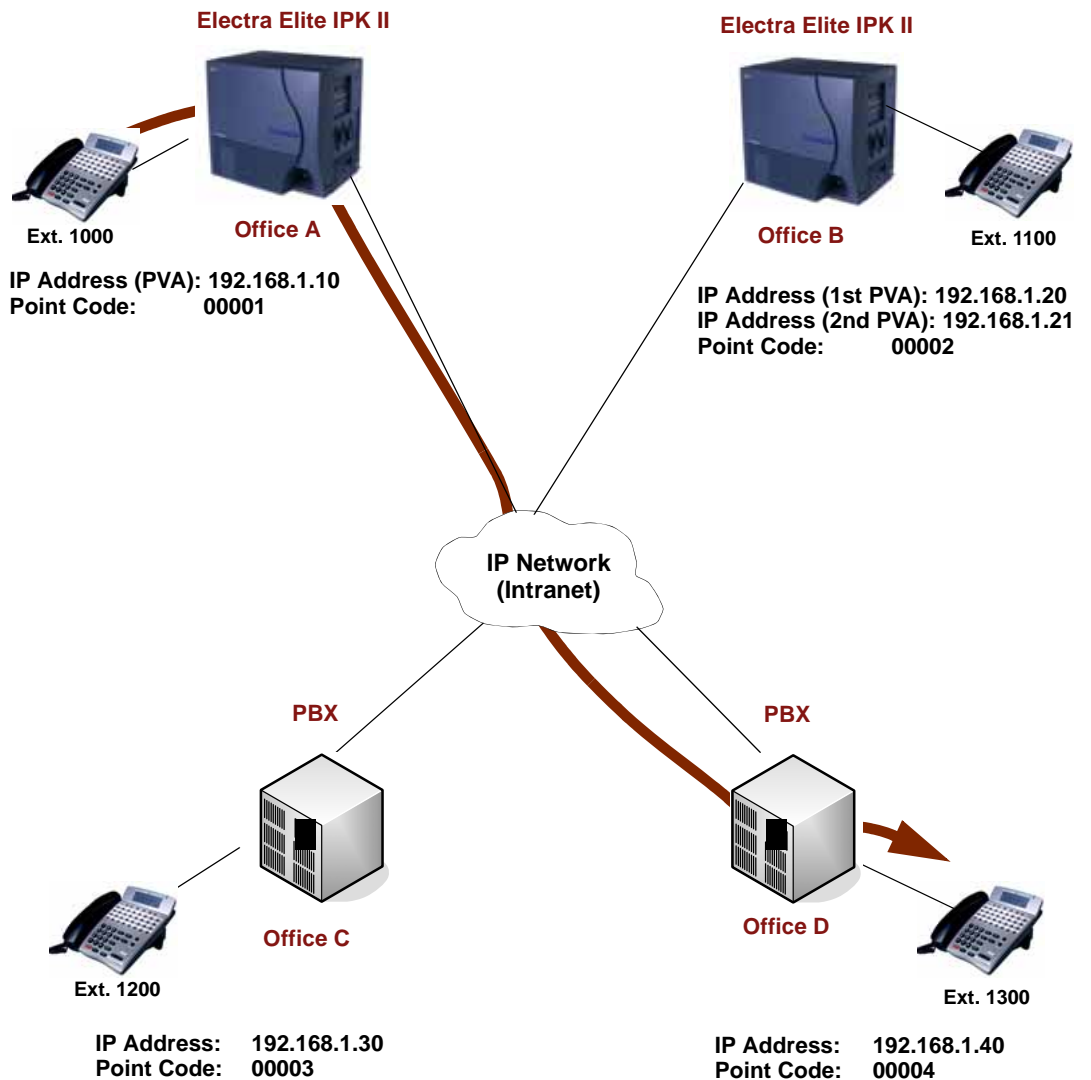 Electra Elite IPK II
Electra Elite IPK II
Ext. 1000
Office A
Office B
Ext. 1100
IP Address (PVA): 192.168.1.10
Point Code: 00001
IP Address (1st PVA): 192.168.1.20
IP Address (2nd PVA): 192.168.1.21
Point Code: 00002
IP Network
(Intranet)
PBX
PBX
Office C
Office D
Ext. 1200
Ext. 1300
IP Address: 192.168.1.30
Point Code: 00003
IP Address: 192.168.1.40
Point Code: 00004